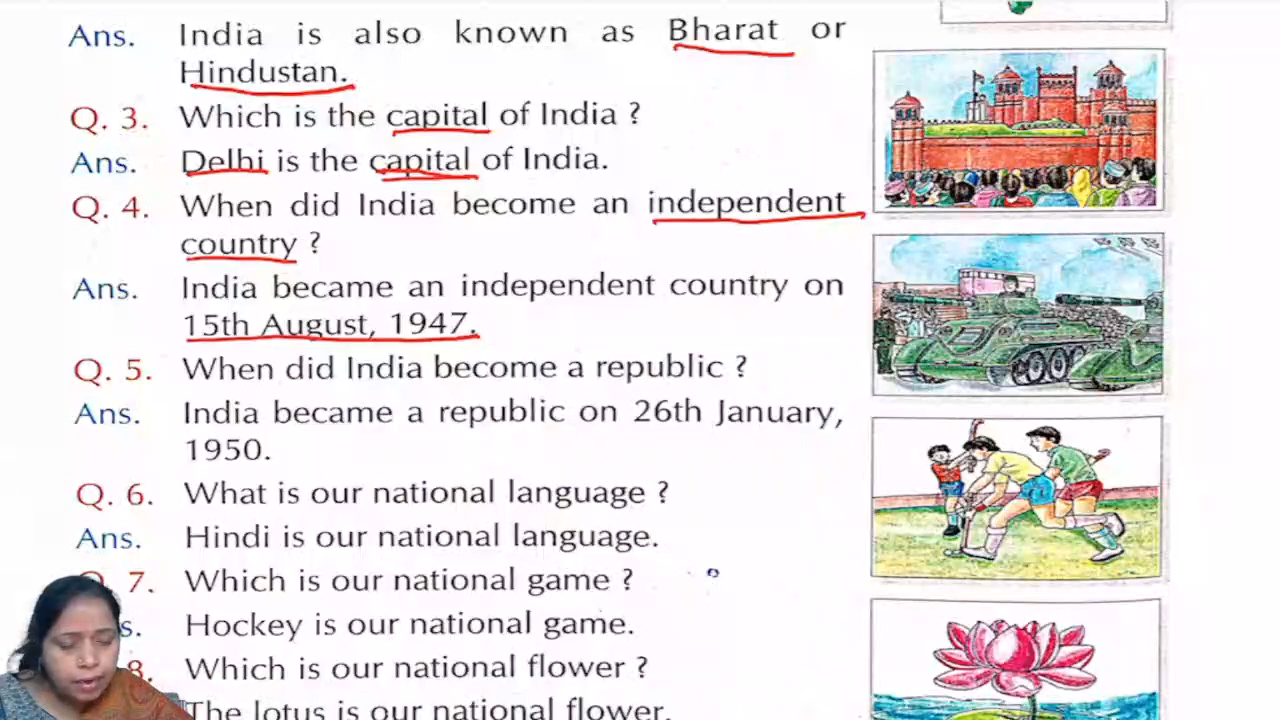 Ans. India is also known as Bharat or
Hindustan.
Q. 3. Which is the capital of India ?
Ans. Delhi is the capital of India.
Q. 4. When did India become an independent
country ?
Ans. India became an independent country on
15th August, 1947.
Q. 5. When did India become a republic ?
Ans. India became a republic on 26th January,
1950.
Q. 6. What is our national language ?
Ans. Hindi is our national language.
7. Which is our national game ?
s. Hockey is our national game.
8. Which is our national flower ?
The lotus is our national flower.